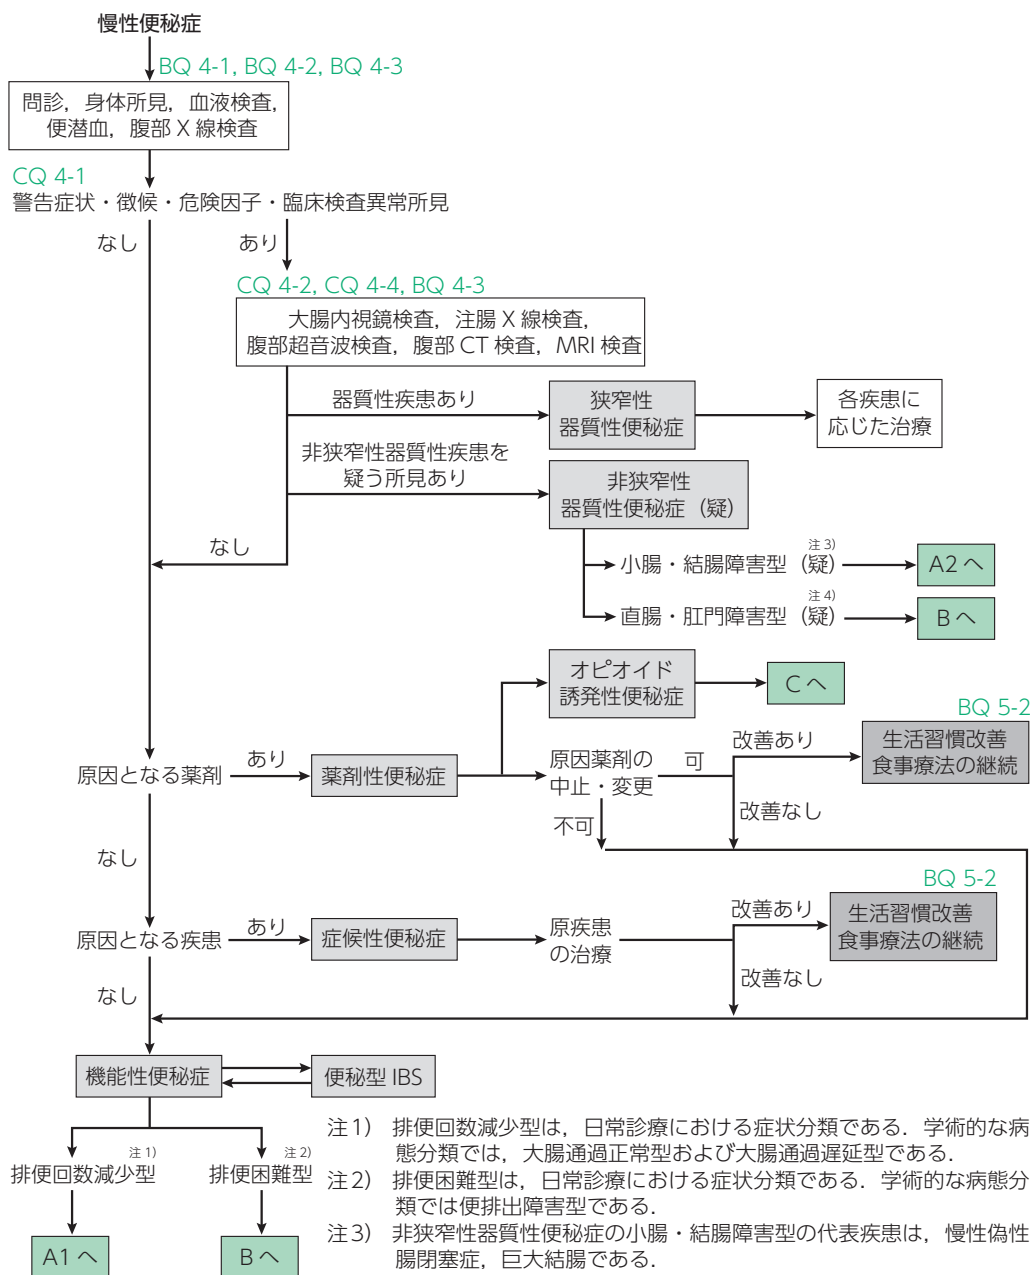 慢性便秘症
BQ 4-1, BQ 4-2, BQ 4-3
問診，身体所見，血液検査，
便潜血，腹部 X 線検査
CQ 4-1
警告症状・徴候・危険因子・臨床検査異常所見
なし
あり
CQ 4-2, CQ 4-4, BQ 4-3
大腸内視鏡検査，注腸 X 線検査，
腹部超音波検査，腹部 CT 検査，MRI 検査
器質性疾患あり
狭窄性
器質性便秘症
各疾患に
応じた治療
非狭窄性器質性疾患を
疑う所見あり
非狭窄性
器質性便秘症（疑）
なし
小腸・結腸障害型（疑）注3)
A2 へ
直腸・肛門障害型（疑）注4)
B へ
オピオイド
誘発性便秘症
C へ
BQ 5-2
原因となる薬剤
あり
薬剤性便秘症
原因薬剤の
中止・変更
可
改善あり
生活習慣改善
食事療法の継続
改善なし
不可
なし
BQ 5-2
原因となる疾患
あり
症候性便秘症
原疾患
の治療
改善あり
生活習慣改善
食事療法の継続
改善なし
なし
機能性便秘症
便秘型 IBS
排便回数減少型注1)
排便困難型注2)
A1 へ
B へ
注1) 排便回数減少型は，日常診療における症状分類である．学術的な病
態分類では，大腸通過正常型および大腸通過遅延型である．
注2) 排便困難型は，日常診療における症状分類である．学術的な病態分
類では便排出障害型である．
注3) 非狭窄性器質性便秘症の小腸・結腸障害型の代表疾患は，慢性偽性
腸閉塞症，巨大結腸である．